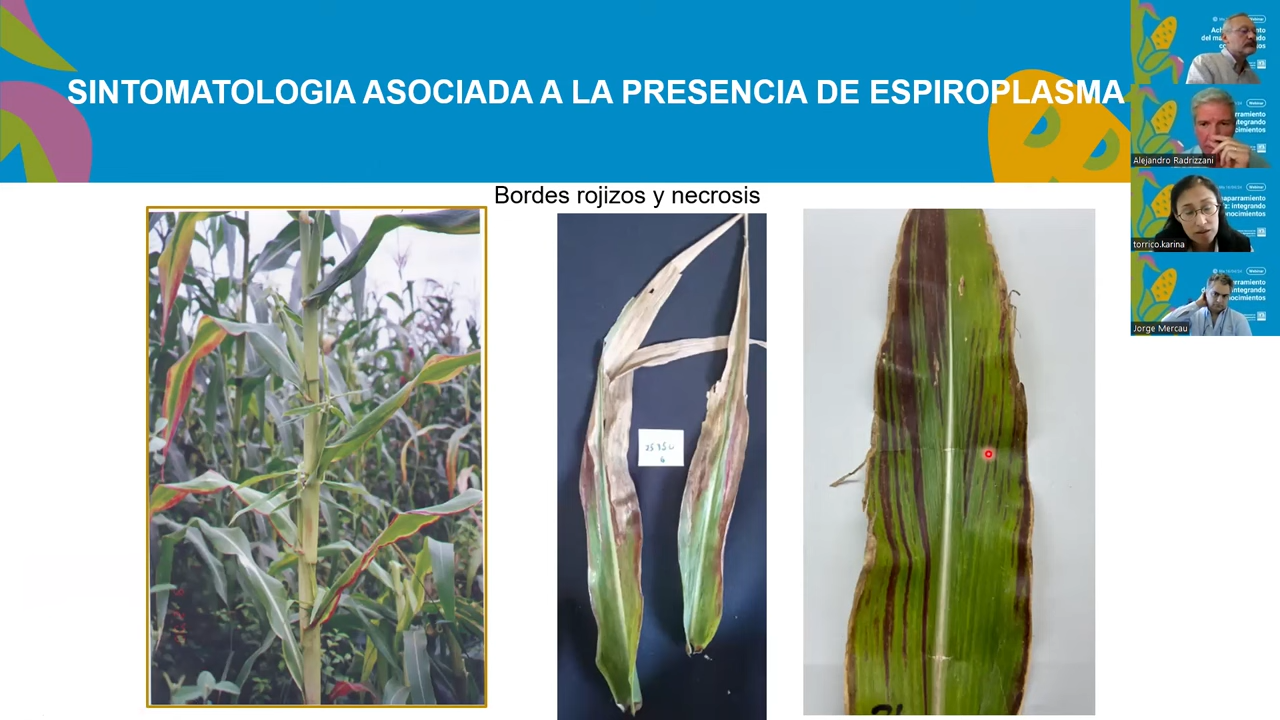 SINTOMATOLOGIA ASOCIADA A LA PRESENCIA DE ESPIROPLASMA
Bordes rojizos y necrosis
Alejandro Radrizzani
torrico.karina
Jorge Mercau